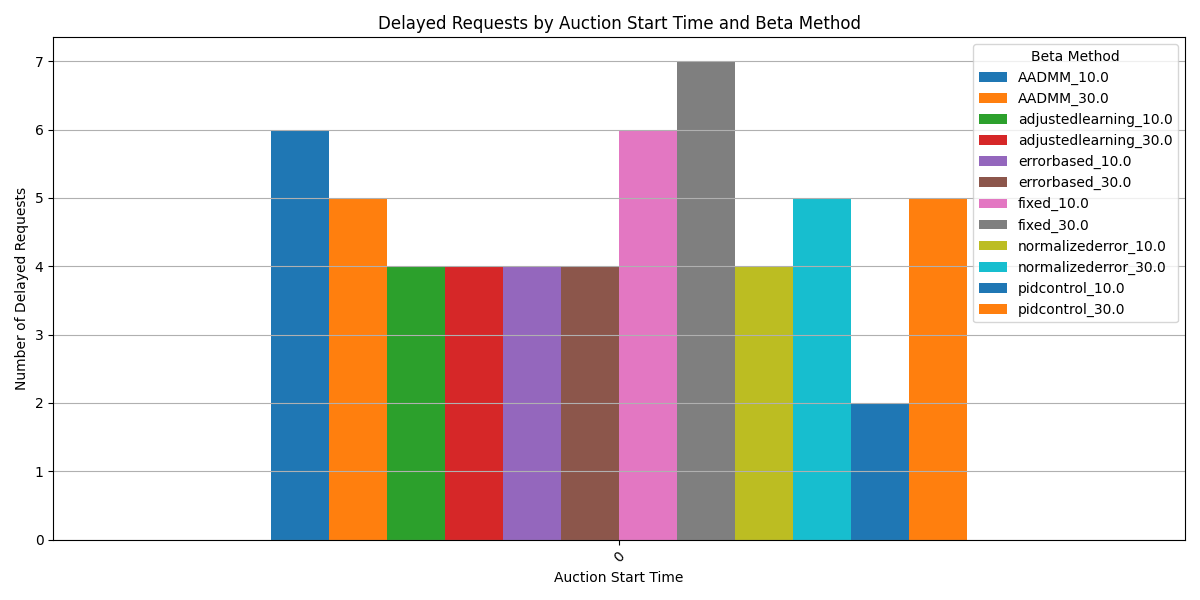 Delayed Requests by Auction Start Time and Beta Method
Number of Delayed Requests
7
6
5
4
3
2
1
0
0
Auction Start Time
Beta Method
AADMM_10.0
AADMM_30.0
adjustedlearning_10.0
adjustedlearning_30.0
errorbased_10.0
errorbased_30.0
fixed_10.0
fixed_30.0
normalizederror_10.0
normalizederror_30.0
pidcontrol_10.0
pidcontrol_30.0